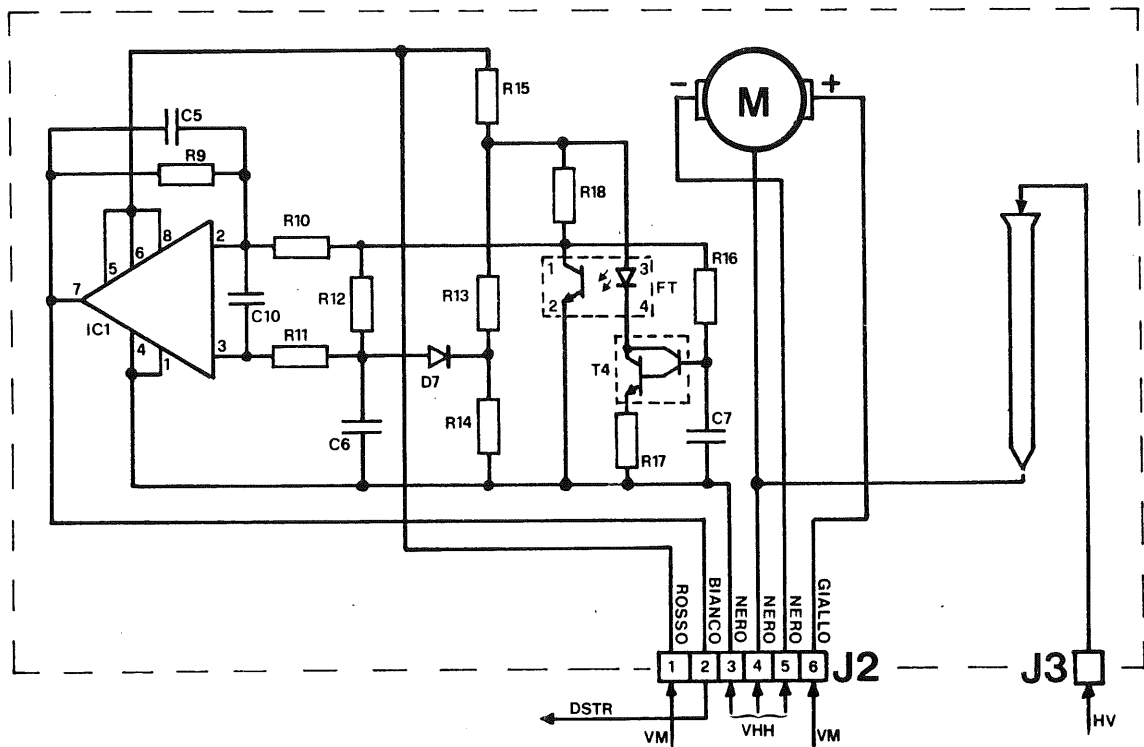 R15
C5
R9
M
- +
R18
R10
R16
2
8
6
5
7
IC1
4
1
3
C10
R12
R13
R11
1
2
3
4
FT
T4
D7
R14
C6
R17
C7
ROSSO
BIANCO
NERO
NERO
NERO
GIALLO
1 2 3 4 5 6 J2
J3
DSTR
VM
VHH
VM
HV